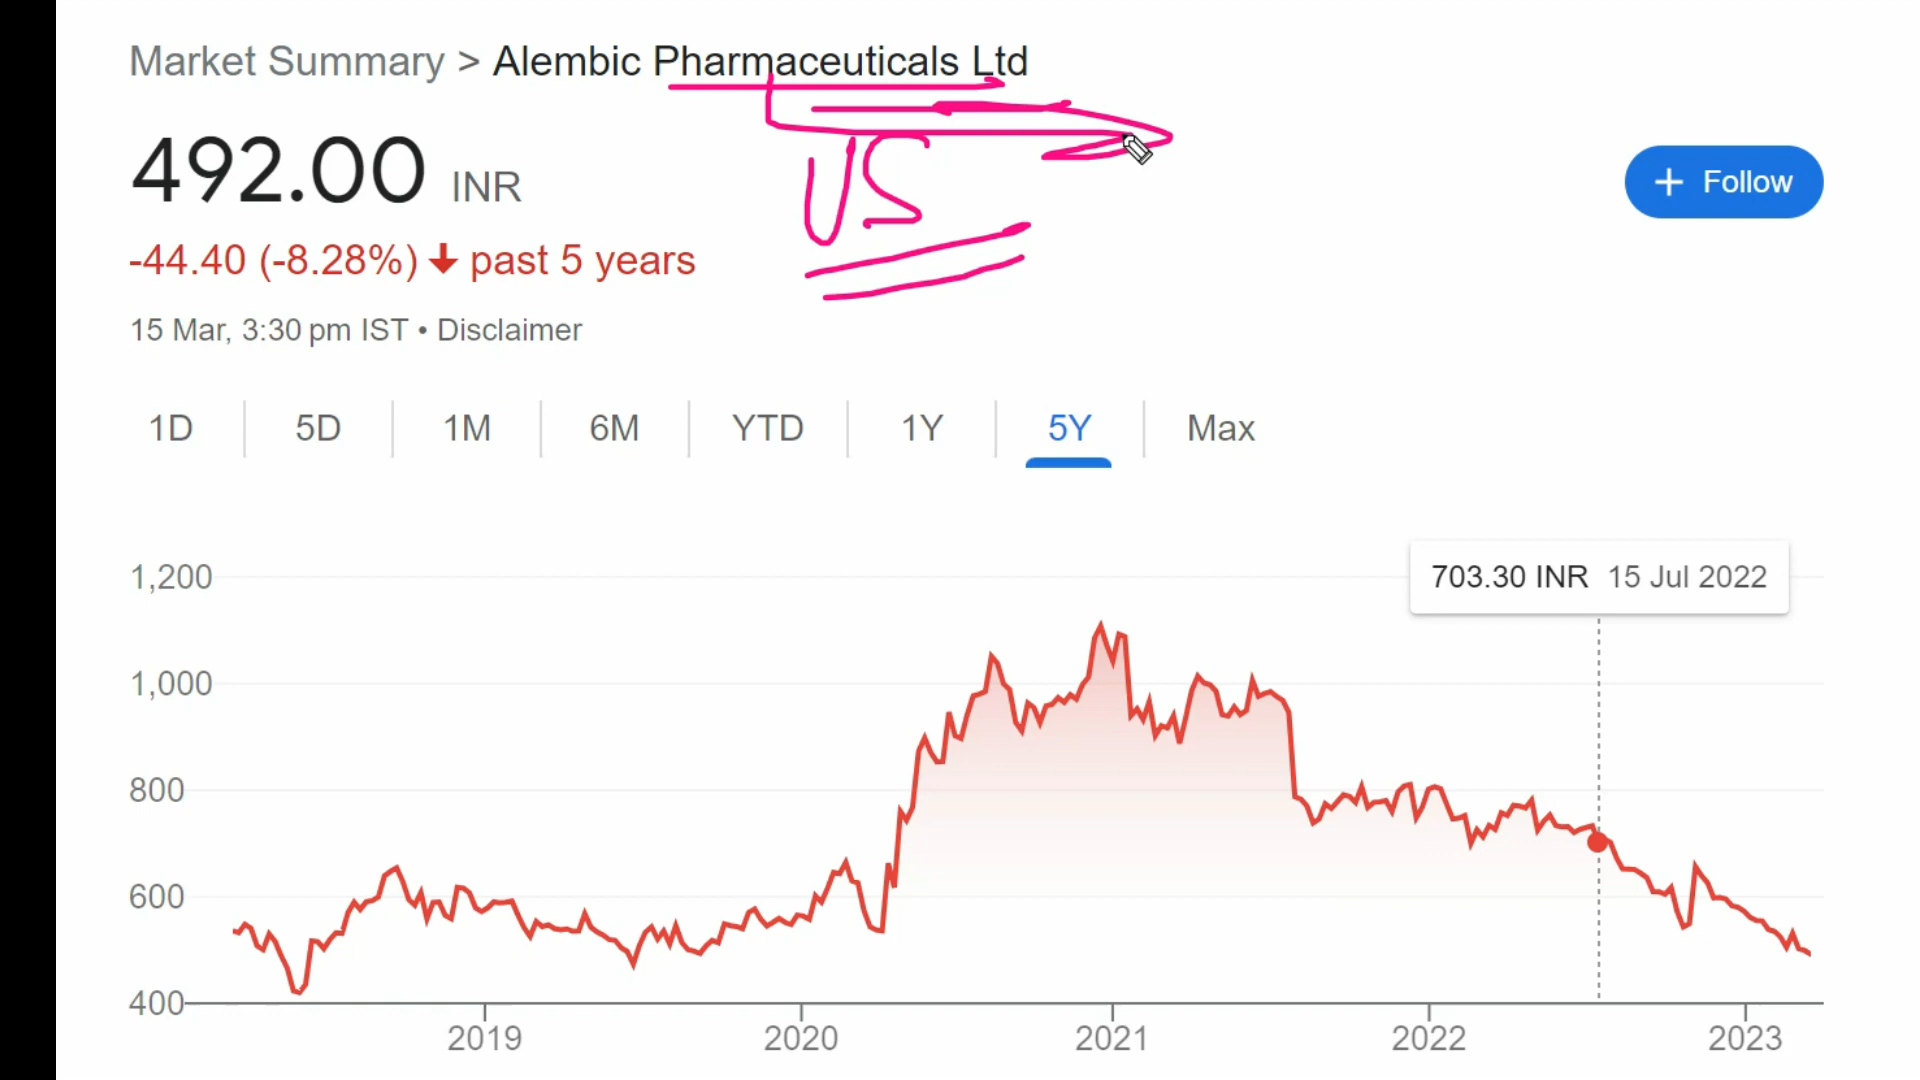 Market Summary > Alembic Pharmaceuticals Ltd
492.00 INR
US
+ Follow
-44.40 (-8.28%) ↓ past 5 years
15 Mar, 3:30 pm IST • Disclaimer
1D 5D 1M 6M YTD 1Y 5Y Max
703.30 INR 15 Jul 2022
1,200
1,000
800
600
400
2019 2020 2021 2022 2023